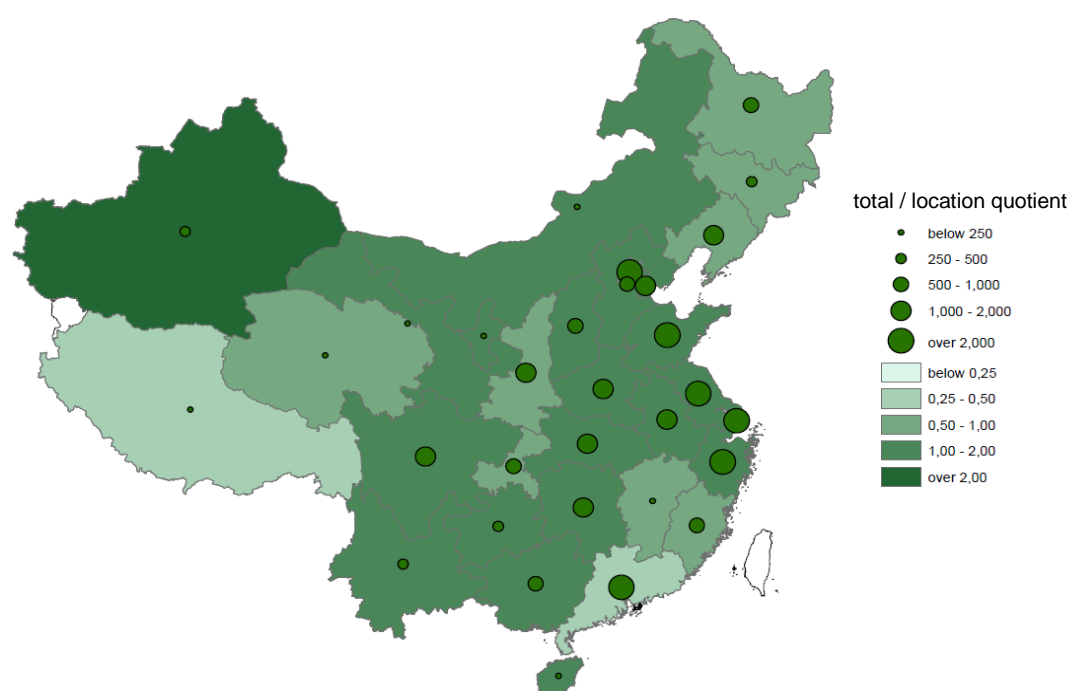 total / location quotient
below 250
250 - 500
500 - 1,000
1,000 - 2,000
over 2,000
below 0,25
0,25 - 0,50
0,50 - 1,00
1,00 - 2,00
over 2,00